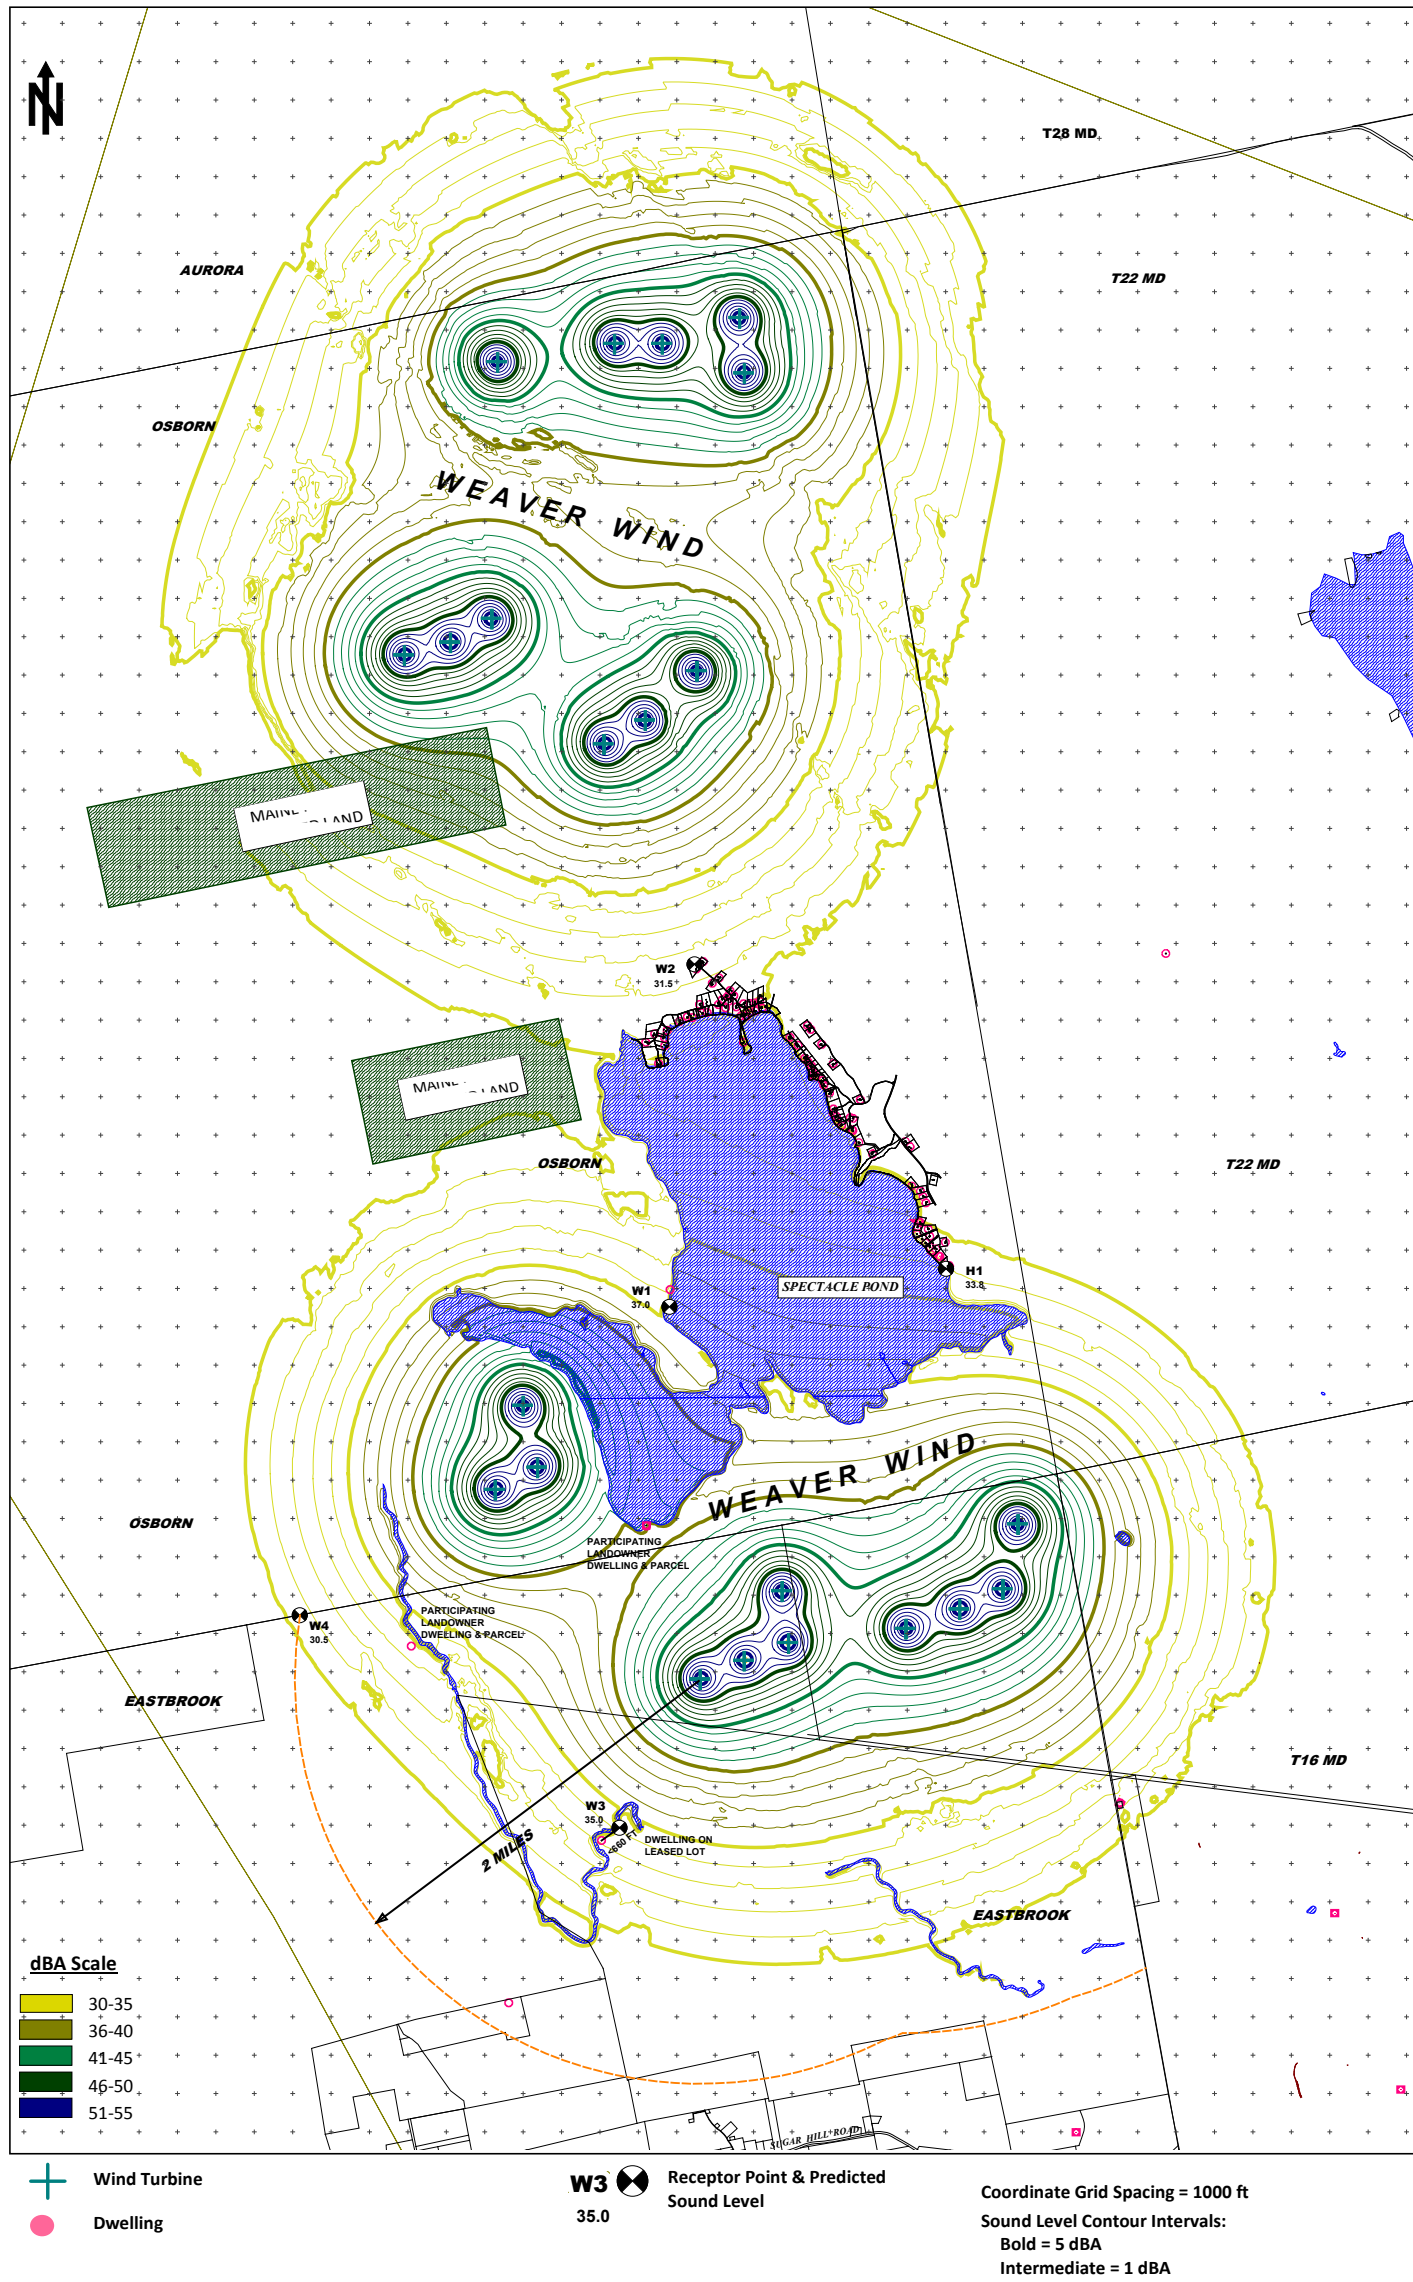 N
T28 MD
AURORA
T22 MD
OSBORN
WEAVER WIND
LAND
W2
31.5
LAND
OSBORN
T22 MD
H1
33.8
SPECTACLE POND
W1
37.0
WEAVER WIND
OSBORN
PARTICIPATING
LANDOWNER
DWELLING & PARCEL
PARTICIPATING
LANDOWNER
DWELLING & PARCEL
W4
30.5
EASTBROOK
T16 MD
W3
35.0
<660 FT
DWELLING ON
LEASED LOT
2 MILES
EASTBROOK
dBA Scale
30-35
36-40
41-45
46-50
51-55
SUGAR HILL ROAD
Wind Turbine
Dwelling
W3
35.0
Receptor Point & Predicted
Sound Level
Coordinate Grid Spacing = 1000 ft
Sound Level Contour Intervals:
Bold = 5 dBA
Intermediate = 1 dBA